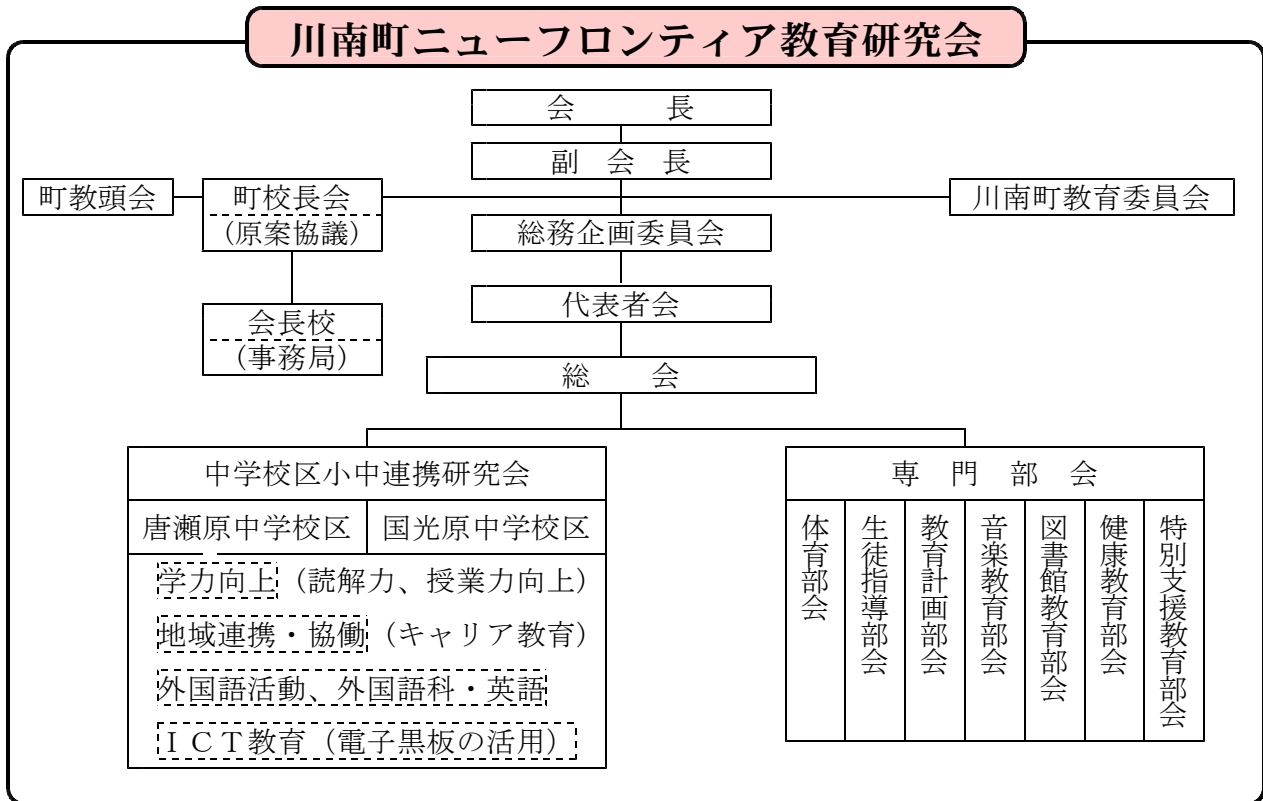 川南町ニューフロンティア教育研究会
会　　　長
副　会　長
町教頭会
町校長会
(原案協議)
川南町教育委員会
総務企画委員会
代表者会
会長校
(事務局)
総　　会
中学校区小中連携研究会
唐瀬原中学校区
国光原中学校区
学力向上（読解力、授業力向上）
地域連携・協働（キャリア教育）
外国語活動、外国語科・英語
ＩＣＴ教育（電子黒板の活用）
専　門　部　会
体育部会
生徒指導部会
教育計画部会
音楽教育部会
図書館教育部会
健康教育部会
特別支援教育部会